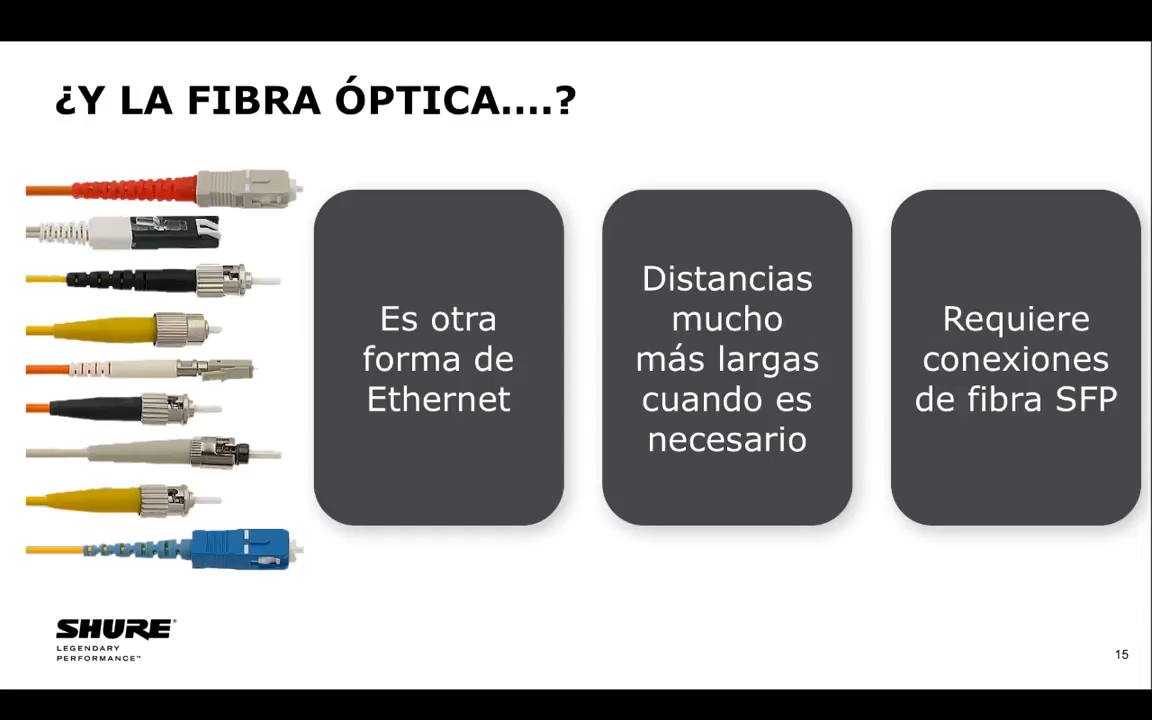 ¿Y LA FIBRA ÓPTICA....?
Es otra
forma de
Ethernet
Distancias
mucho
más largas
cuando es
necesario
Requiere
conexiones
de fibra SFP
SHURE®
LEGENDARY
PERFORMANCE™
15